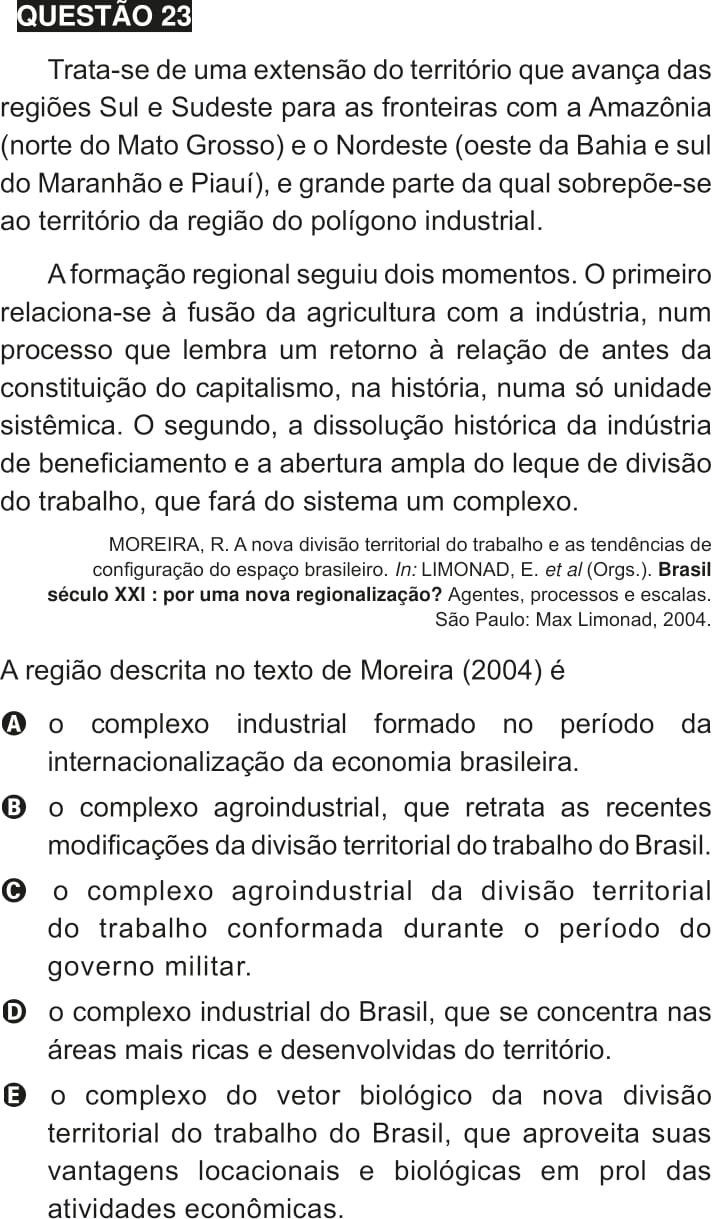 QUESTÃO 23
Trata-se de uma extensão do território que avança das
regiões Sul e Sudeste para as fronteiras com a Amazônia
(norte do Mato Grosso) e o Nordeste (oeste da Bahia e sul
do Maranhão e Piauí), e grande parte da qual sobrepõe-se
ao território da região do polígono industrial.
A formação regional seguiu dois momentos. O primeiro
relaciona-se à fusão da agricultura com a indústria, num
processo que lembra um retorno à relação de antes da
constituição do capitalismo, na história, numa só unidade
sistêmica. O segundo, a dissolução histórica da indústria
de beneficiamento e a abertura ampla do leque de divisão
do trabalho, que fará do sistema um complexo.
MOREIRA, R. A nova divisão territorial do trabalho e as tendências de
configuração do espaço brasileiro. In: LIMONAD, E. et al (Orgs.). Brasil
século XXI : por uma nova regionalização? Agentes, processos e escalas.
São Paulo: Max Limonad, 2004.
A região descrita no texto de Moreira (2004) é
A o complexo industrial formado no período da
internacionalização da economia brasileira.
B o complexo agroindustrial, que retrata as recentes
modificações da divisão territorial do trabalho do Brasil.
C o complexo agroindustrial da divisão territorial
do trabalho conformada durante o período do
governo militar.
D o complexo industrial do Brasil, que se concentra nas
áreas mais ricas e desenvolvidas do território.
E o complexo do vetor biológico da nova divisão
territorial do trabalho do Brasil, que aproveita suas
vantagens locacionais e biológicas em prol das
atividades econômicas.